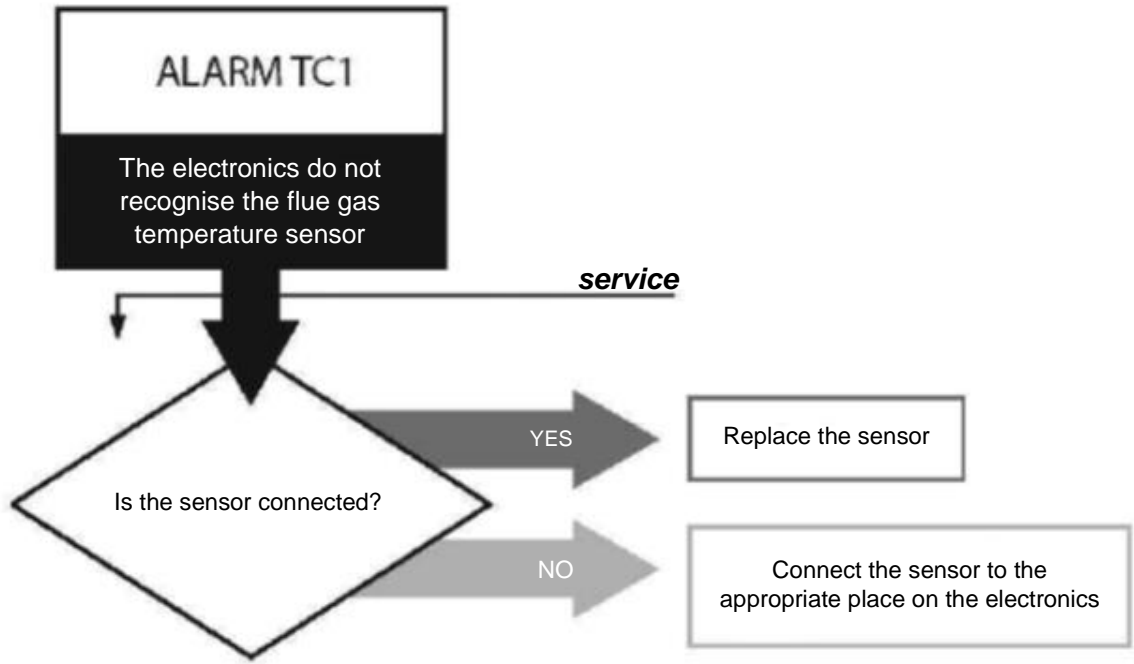 ALARM TC1
The electronics do not
recognise the flue gas
temperature sensor
service
YES
Replace the sensor
Is the sensor connected?
NO
Connect the sensor to the
appropriate place on the electronics